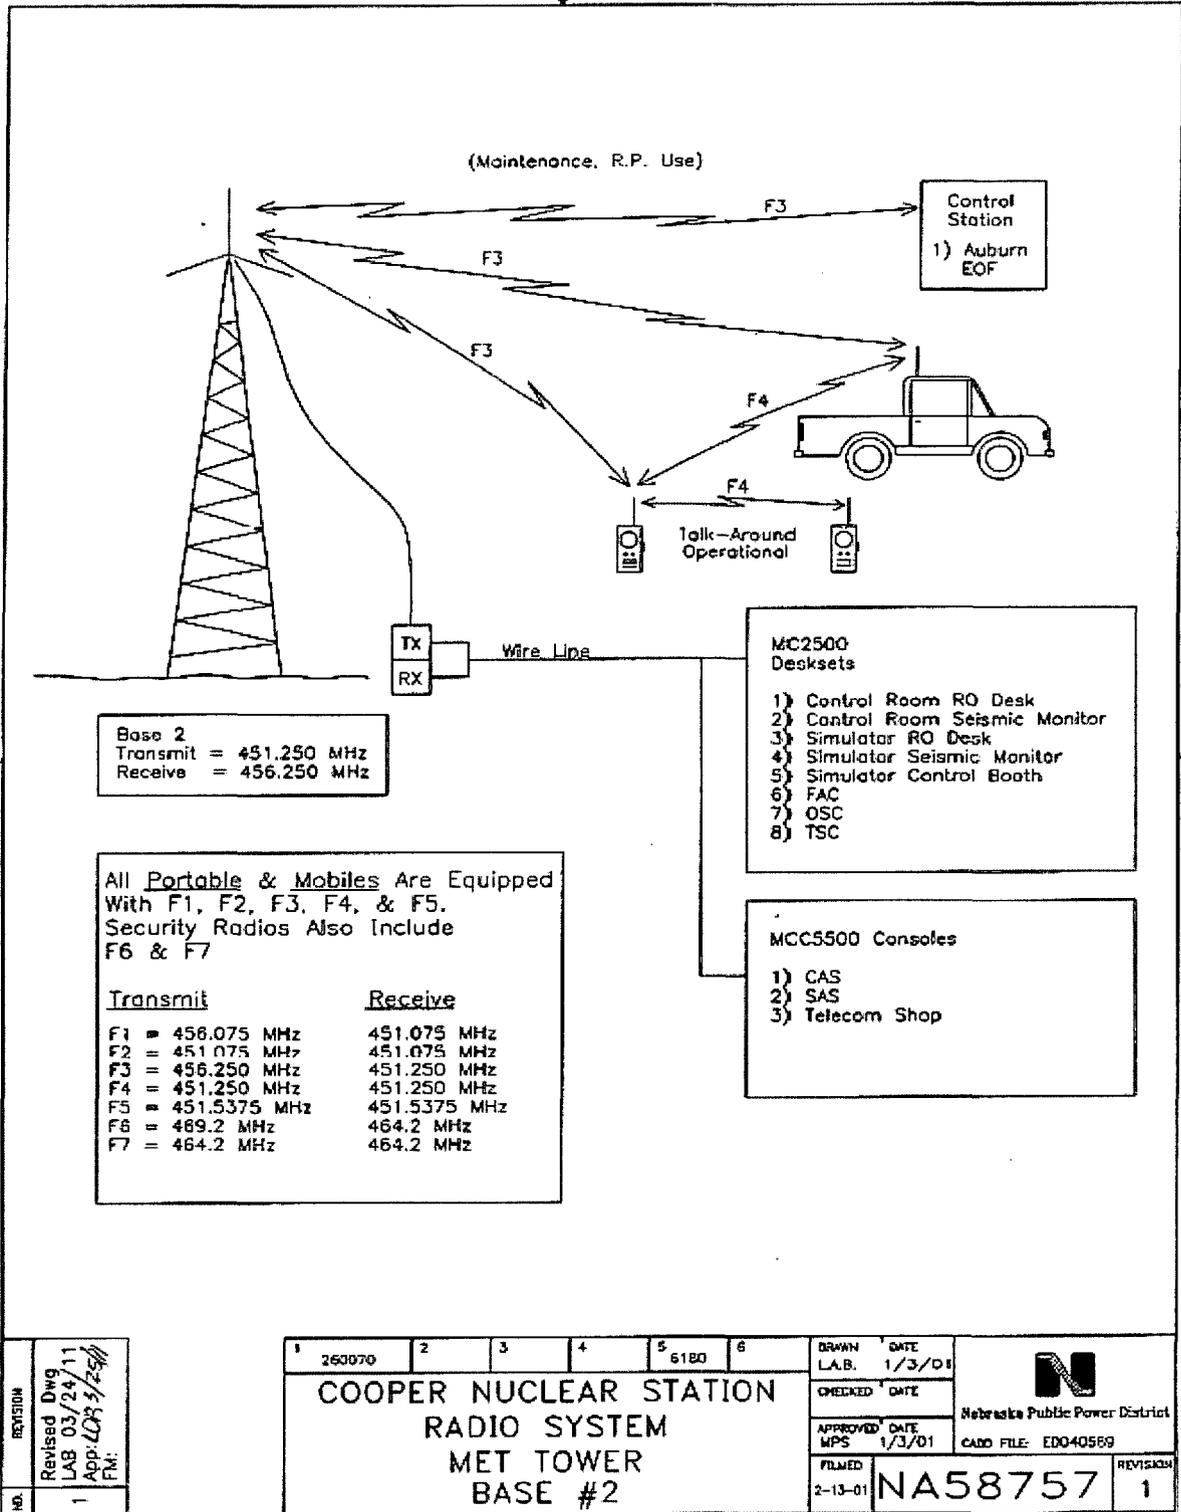 (Maintenance, R.P. Use)
F3
Control
Station
1) Auburn
EOF
F3
F3
F4
F4
Talk-Around
Operational
Tx
RX
Wire Line
MC2500
Desksets
1) Control Room RO Desk
2) Control Room Seismic Monitor
3) Simulator RO Desk
4) Simulator Seismic Monitor
5) Simulator Control Booth
6) FAC
7) OSC
8) TSC
Base 2
Transmit = 451.250 MHz
Receive = 456.250 MHz
All Portable & Mobiles Are Equipped
With F1, F2, F3, F4, & F5.
Security Radios Also Include
F6 & F7
Transmit Receive
F1 = 456.075 MHz 451.075 MHz
F2 = 451.075 MHz 451.075 MHz
F3 = 456.250 MHz 451.250 MHz
F4 = 451.250 MHz 451.250 MHz
F5 = 451.5375 MHz 451.5375 MHz
F6 = 469.2 MHz 464.2 MHz
F7 = 464.2 MHz 464.2 MHz
MCC5500 Consoles
1) CAS
2) SAS
3) Telecom Shop
REVISION
Revised Dwg
LAB 03/24/11
App: 3/25/11
FM:
NO.
1
1 260070 2 3 4 5 6180 6
COOPER NUCLEAR STATION
RADIO SYSTEM
MET TOWER
BASE #2
DRAWN DATE
L.A.B. 1/3/01
CHECKED DATE
APPROVED DATE
MPS 1/3/01
FILMED
2-13-01
N
Nebraska Public Power District
CADD FILE: ED040569
NA58757
REVISION
1